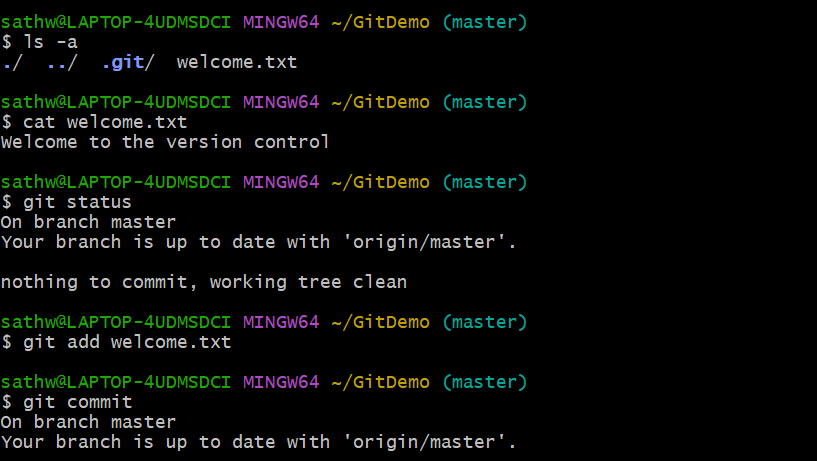 sathw@LAPTOP-4UDMSDCI MINGW64 ~/GitDemo (master)
$ ls -a
./  ../  .git/  welcome.txt
sathw@LAPTOP-4UDMSDCI MINGW64 ~/GitDemo (master)
$ cat welcome.txt
Welcome to the version control
sathw@LAPTOP-4UDMSDCI MINGW64 ~/GitDemo (master)
$ git status
On branch master
Your branch is up to date with 'origin/master'.
nothing to commit, working tree clean
sathw@LAPTOP-4UDMSDCI MINGW64 ~/GitDemo (master)
$ git add welcome.txt
sathw@LAPTOP-4UDMSDCI MINGW64 ~/GitDemo (master)
$ git commit
On branch master
Your branch is up to date with 'origin/master'.